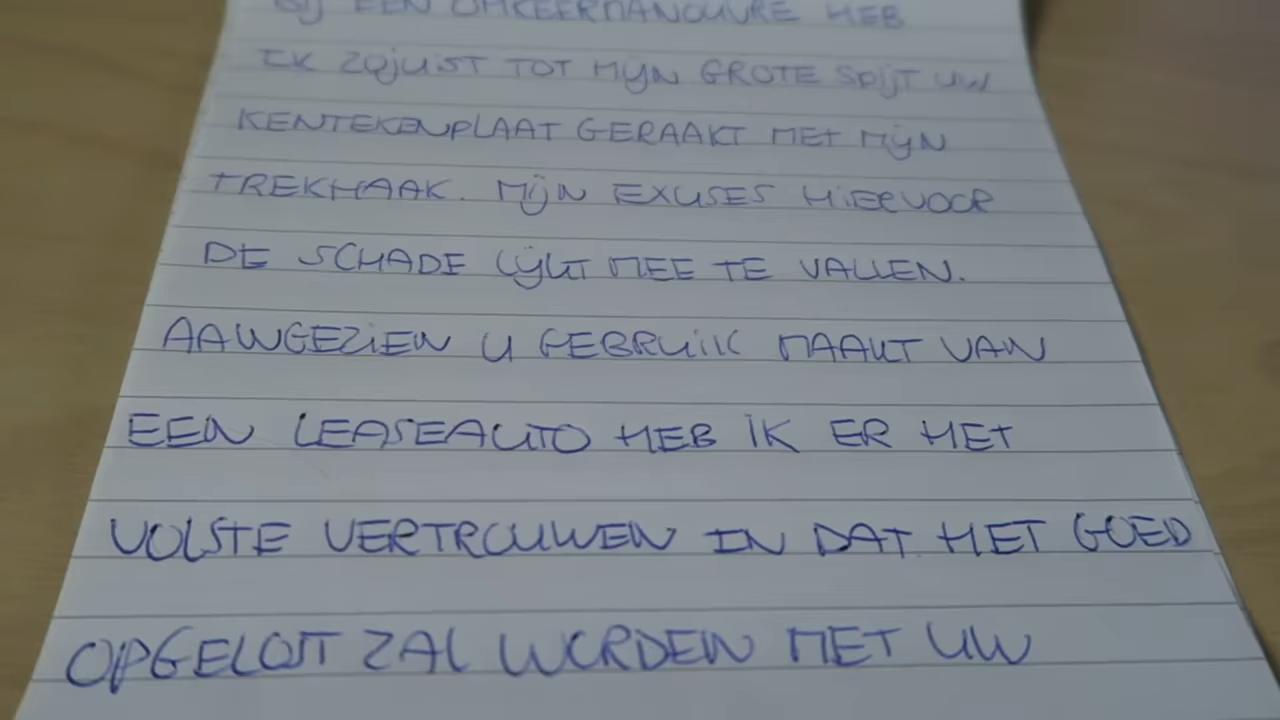 BIJ EEN OMKEERMANOUVRE HEB
IK ZOJUIST TOT MIJN GROTE SPIJT UW
KENTEKENPLAAT GERAAKT MET MIJN
TREKHAAK. MIJN EXUSES HIERVOOR
DE SCHADE LIJKT MEE TE VALLEN.
AANGEZIEN U GEBRUIK MAAKT VAN
EEN LEASEAUTO HEB IK ER HET
VOLSTE VERTROUWEN IN DAT HET GOED
OPGELOST ZAL WORDEN MET UW